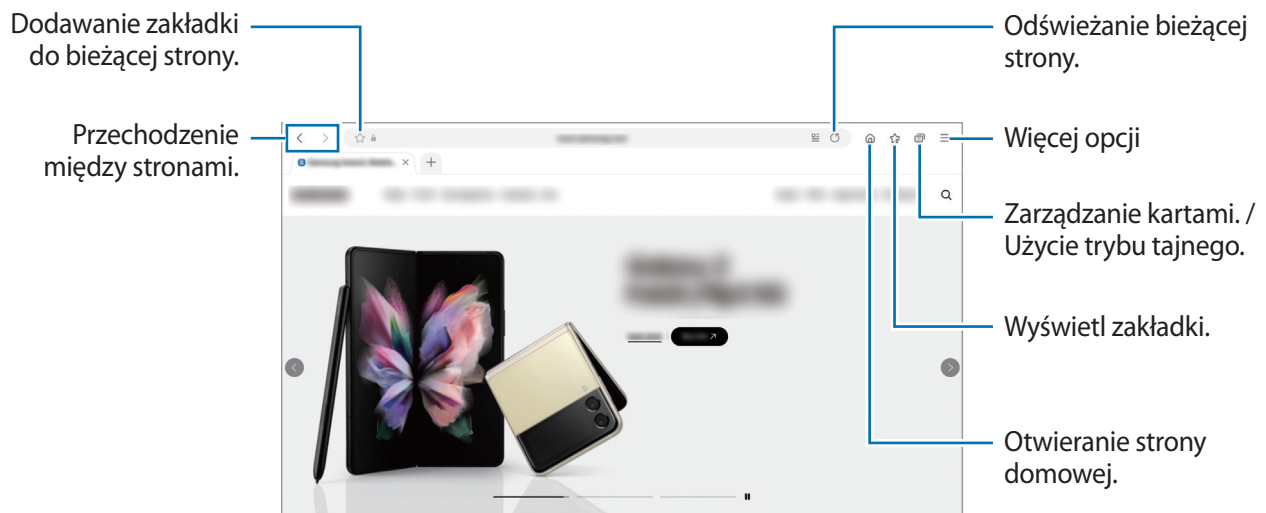 Dodawanie zakładki
do bieżącej strony.
Przechodzenie
między stronami.
Odświeżanie bieżącej
strony.
Więcej opcji
Zarządzanie kartami. /
Użycie trybu tajnego.
Wyświetl zakładki.
Otwieranie strony
domowej.